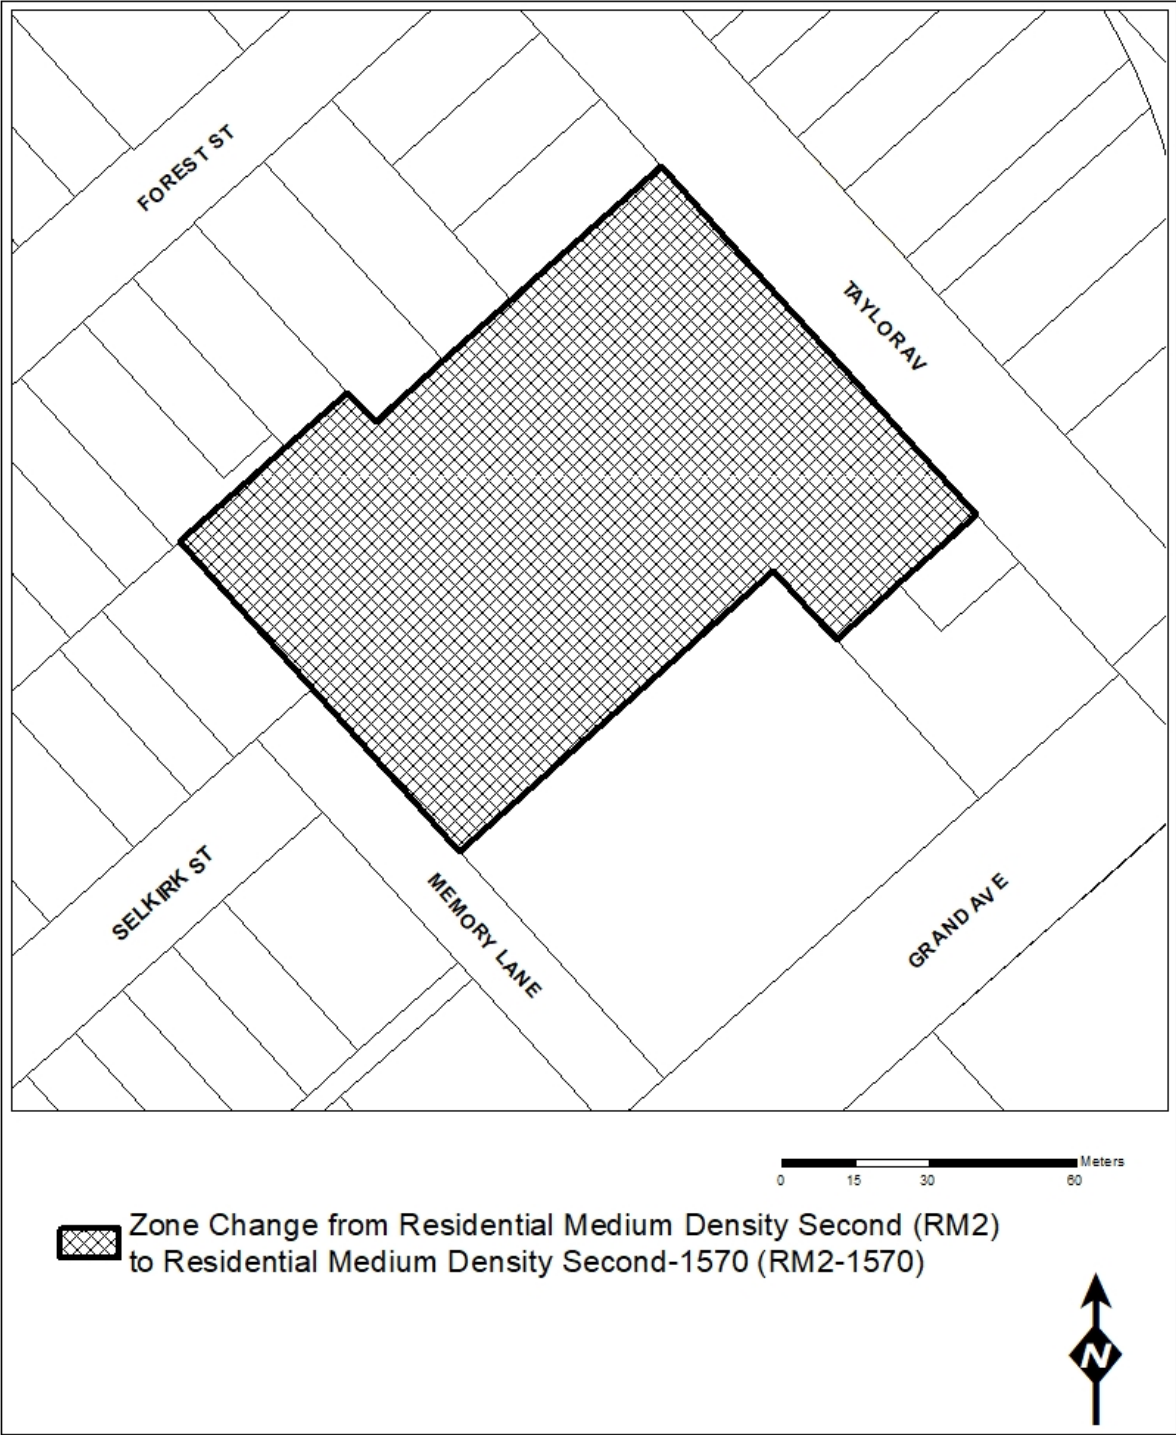 FOREST ST
TAYLOR AV
SELKIRK ST
MEMORY LANE
GRAND AVE
Meters
0 15 30 60
Zone Change from Residential Medium Density Second (RM2)
to Residential Medium Density Second-1570 (RM2-1570)
N